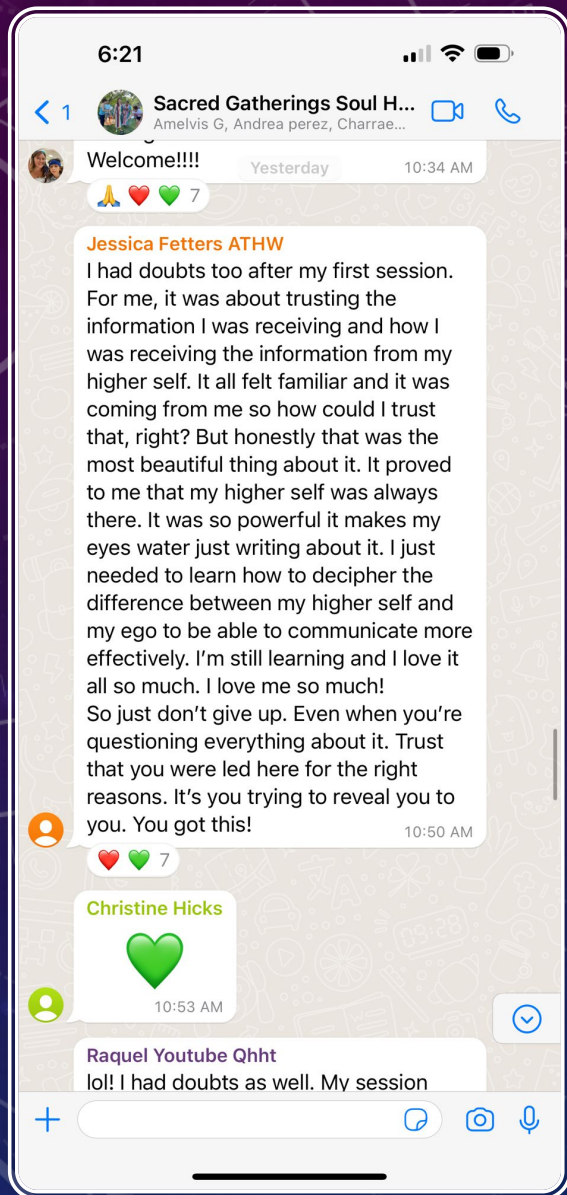 6:21
1
Sacred Gatherings Soul H...
Amelvis G, Andrea perez, Charrae...
Welcome!!!!
Yesterday
10:34 AM
🙏 ❤️ 💚 7
Jessica Fetters ATHW
I had doubts too after my first session.
For me, it was about trusting the
information I was receiving and how I
was receiving the information from my
higher self. It all felt familiar and it was
coming from me so how could I trust
that, right? But honestly that was the
most beautiful thing about it. It proved
to me that my higher self was always
there. It was so powerful it makes my
eyes water just writing about it. I just
needed to learn how to decipher the
difference between my higher self and
my ego to be able to communicate more
effectively. I'm still learning and I love it
all so much. I love me so much!
So just don't give up. Even when you're
questioning everything about it. Trust
that you were led here for the right
reasons. It's you trying to reveal you to
you. You got this!
10:50 AM
❤️ 💚 7
Christine Hicks
💚
10:53 AM
Raquel Youtube Qhht
lol! I had doubts as well. My session